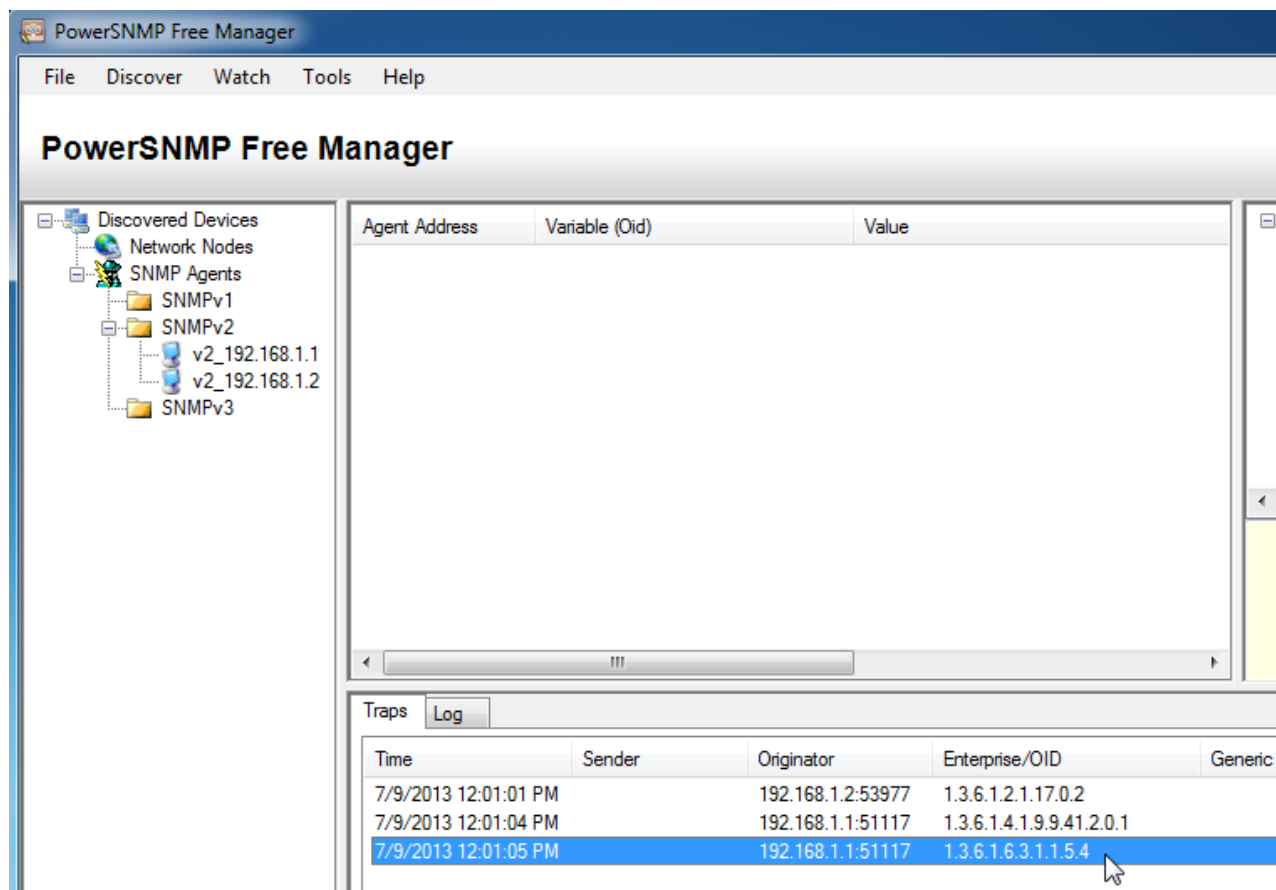 PowerSNMP Free Manager
File Discover Watch Tools Help
PowerSNMP Free Manager
Discovered Devices
Network Nodes
SNMP Agents
SNMPv1
SNMPv2
v2_192.168.1.1
v2_192.168.1.2
SNMPv3
Agent Address Variable (Oid) Value
Traps Log
Time Sender Originator Enterprise/OID Generic
7/9/2013 12:01:01 PM 192.168.1.2:53977 1.3.6.1.2.1.17.0.2
7/9/2013 12:01:04 PM 192.168.1.1:51117 1.3.6.1.4.1.9.9.41.2.0.1
7/9/2013 12:01:05 PM 192.168.1.1:51117 1.3.6.1.6.3.1.1.5.4